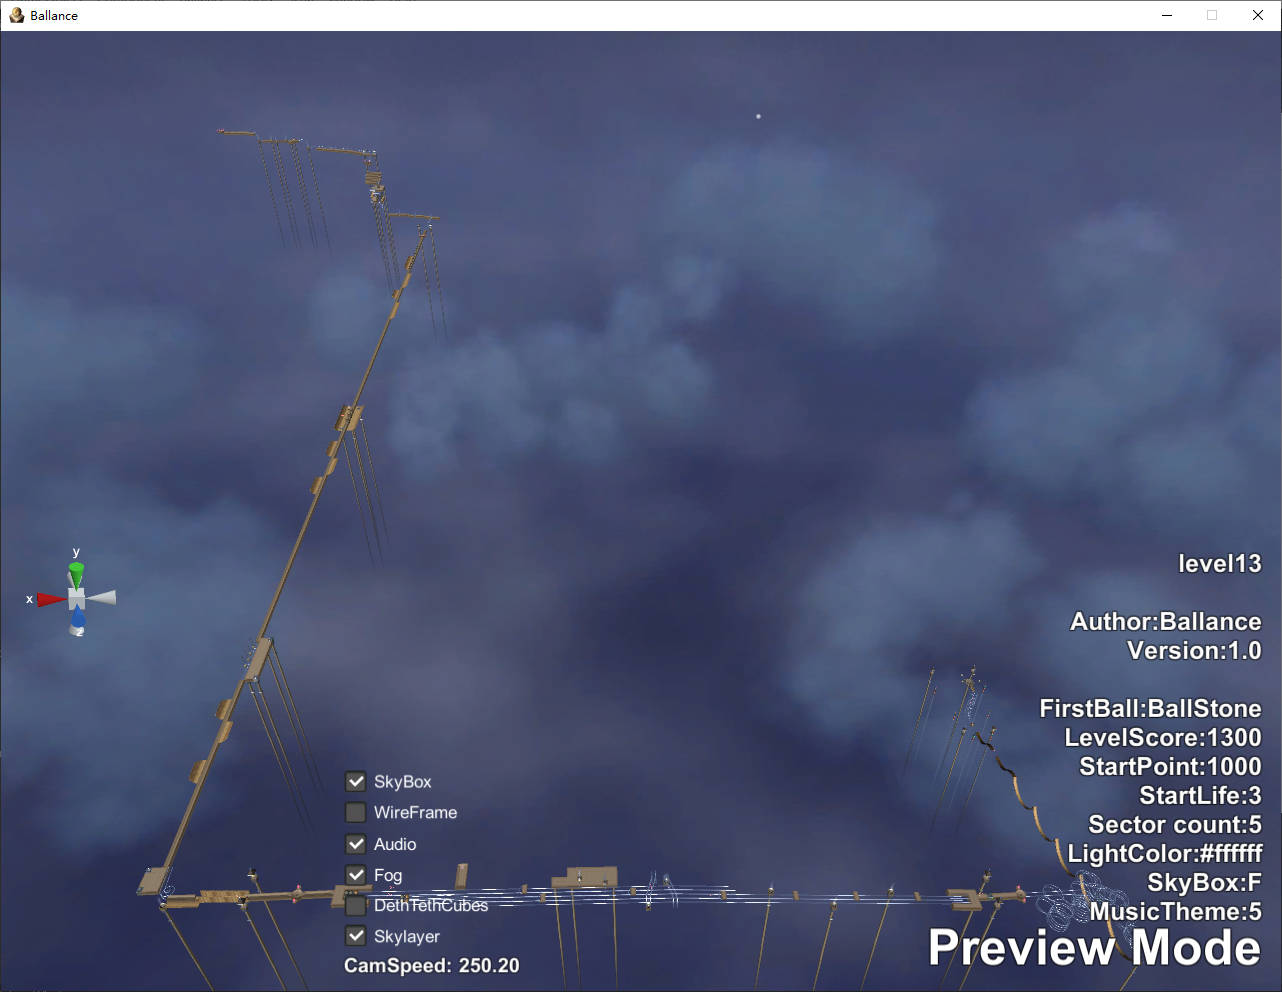 Ballance
y
x
z
level13
Author:Ballance
Version:1.0
FirstBall:BallStone
LevelScore:1300
StartPoint:1000
StartLife:3
Sector count:5
LightColor:#ffffff
SkyBox:F
MusicTheme:5
Preview Mode
SkyBox
WireFrame
Audio
Fog
DethTethCubes
Skylayer
CamSpeed: 250.20